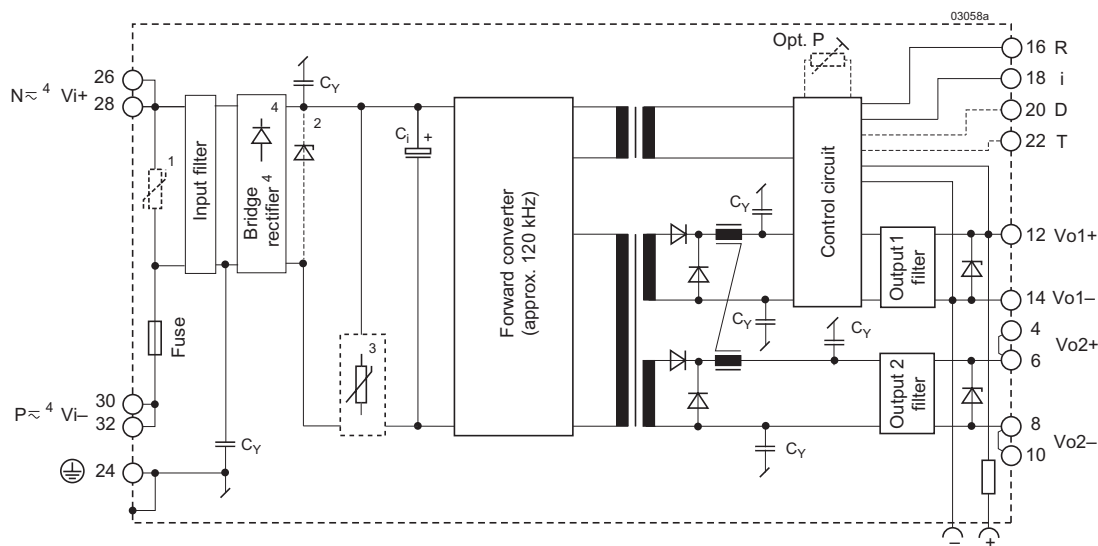 03058a
Opt. P
16 R
18 i
20 D
22 T
26
N≂ 4 Vi+
28
CY
4
2
1
Ci +
Input filter
Bridge
rectifier 4
Forward converter
(approx. 120 kHz)
Control circuit
CY
12 Vo1+
Output 1
filter
14 Vo1–
CY
CY
4
Vo2+
6
Fuse
3
Output 2
filter
30
P≂ 4 Vi–
32
8
Vo2–
10
CY
CY
24
– +